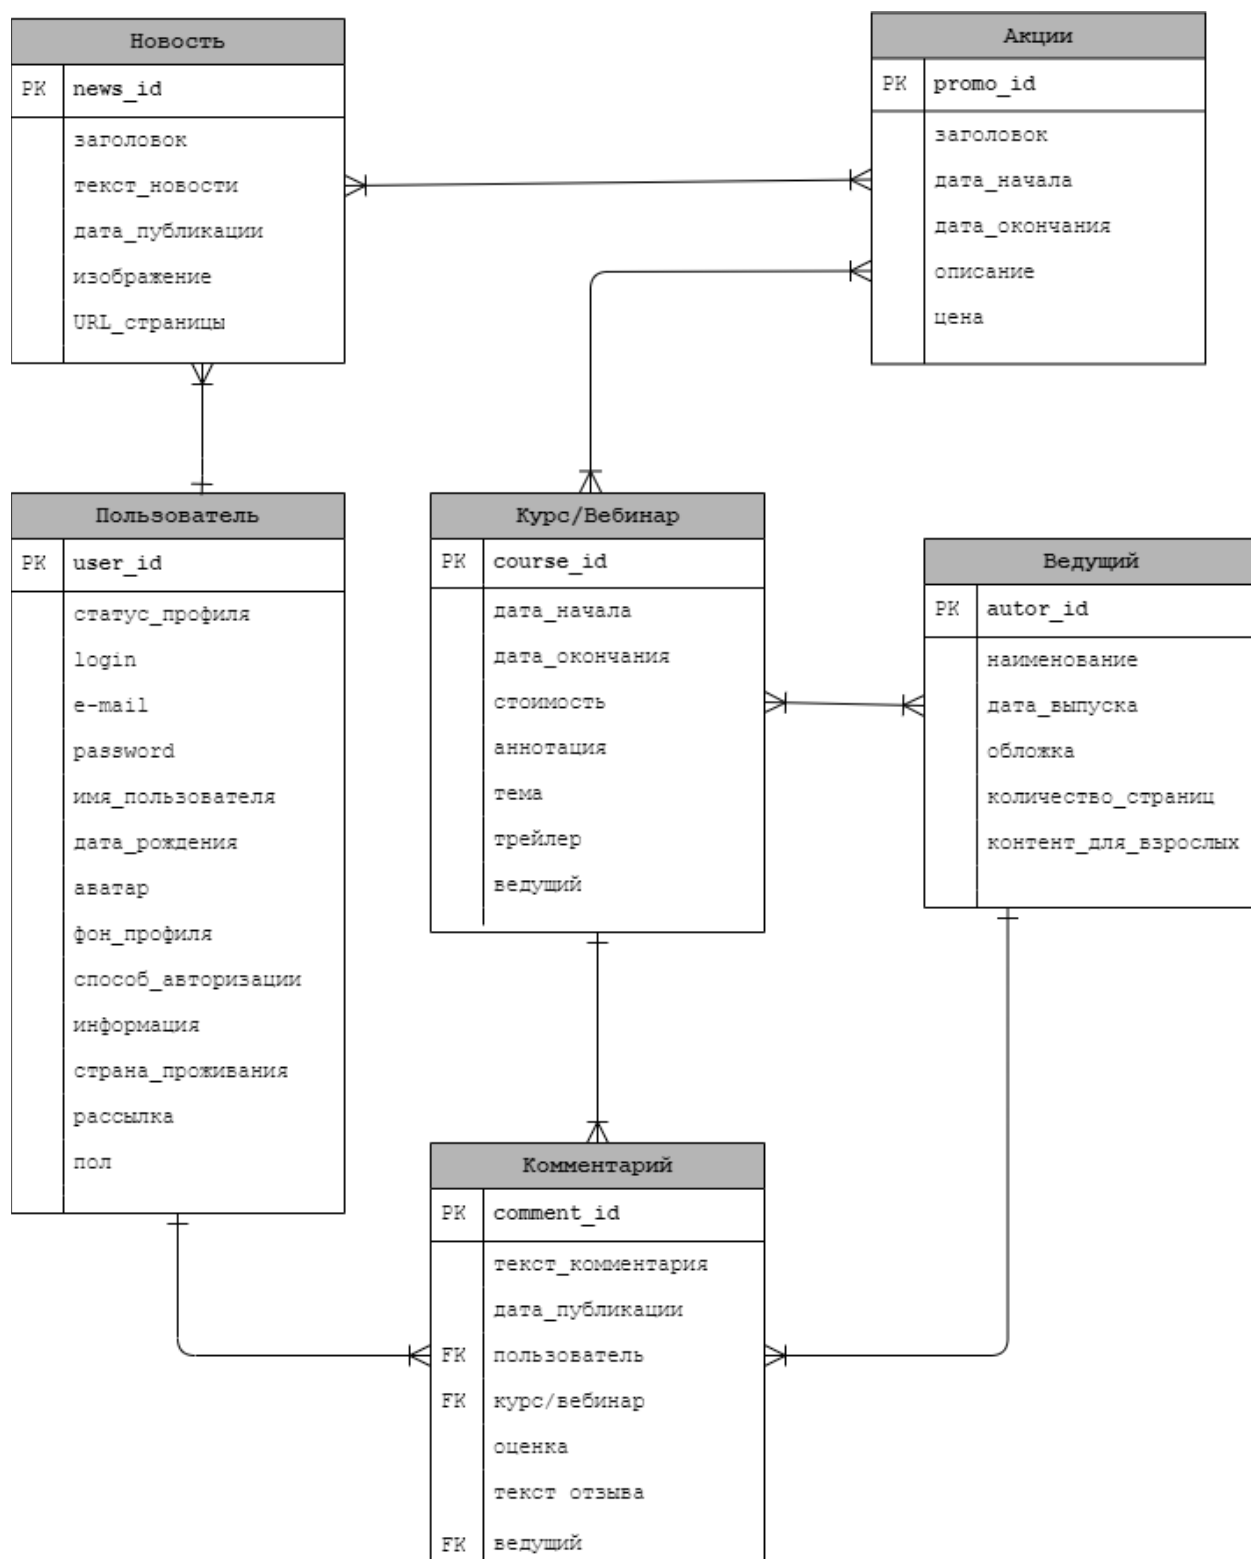 Новость
PK news_id
заголовок
текст_новости
дата_публикации
изображение
URL_страницы
Акции
PK promo_id
заголовок
дата_начала
дата_окончания
описание
цена
Пользователь
PK user_id
статус_профиля
login
e-mail
password
имя_пользователя
дата_рождения
аватар
фон_профиля
способ_авторизации
информация
страна_проживания
рассылка
пол
Курс/Вебинар
PK course_id
дата_начала
дата_окончания
стоимость
аннотация
тема
трейлер
ведущий
Ведущий
PK autor_id
наименование
дата_выпуска
обложка
количество_страниц
контент_для_взрослых
Комментарий
PK comment_id
текст_комментария
дата_публикации
FK пользователь
FK курс/вебинар
оценка
текст отзыва
FK ведущий